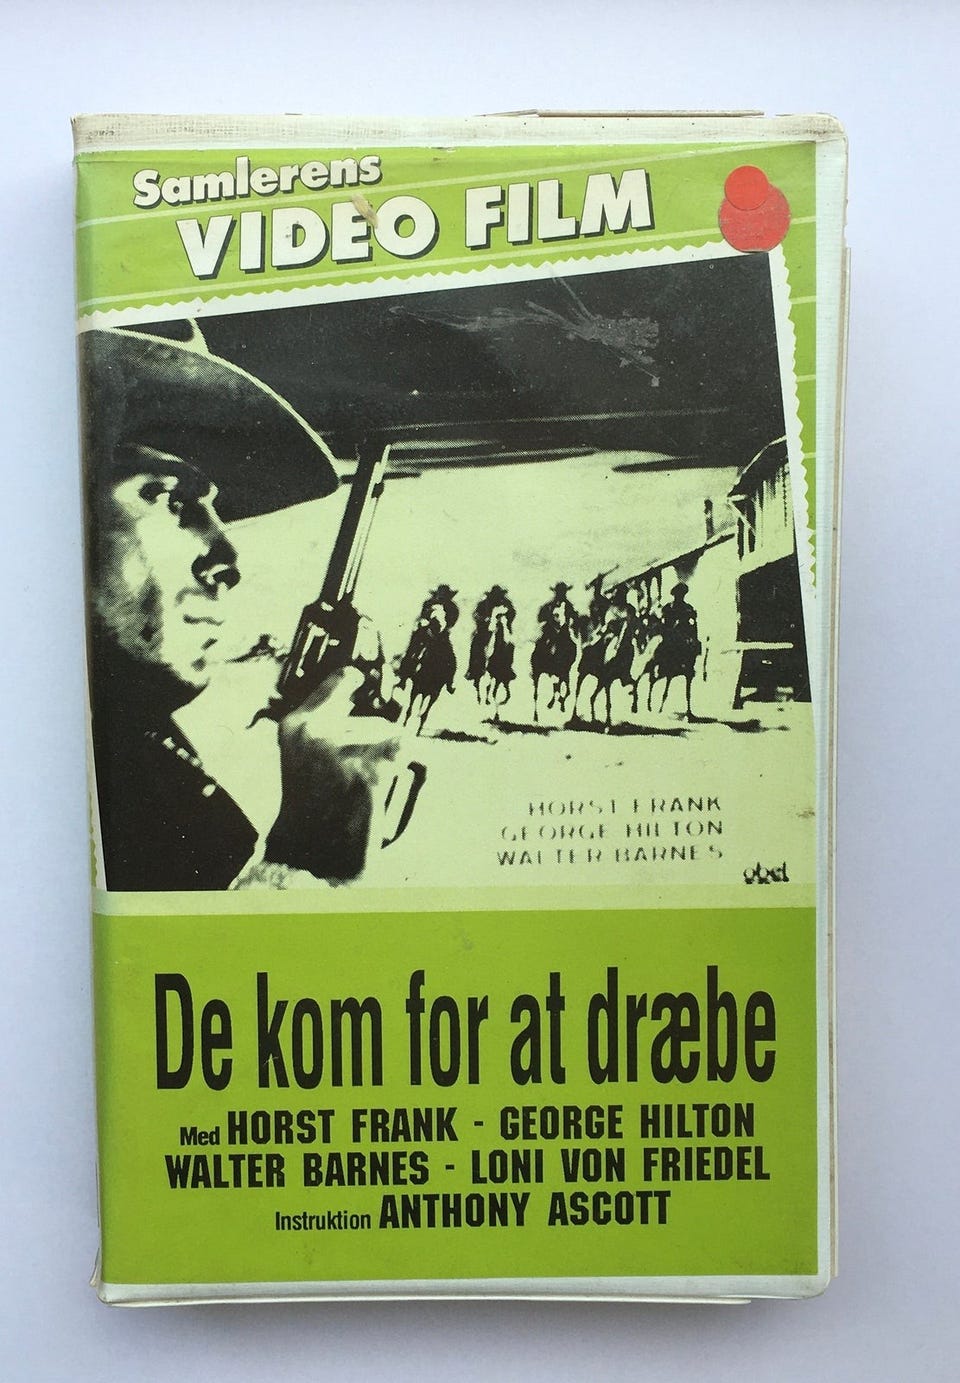 Samlerens
VIDEO FILM
HORST FRANK
GEORGE HILTON
WALTER BARNES
obel
De kom for at dræbe
Med HORST FRANK - GEORGE HILTON
WALTER BARNES - LONI VON FRIEDEL
Instruktion ANTHONY ASCOTT